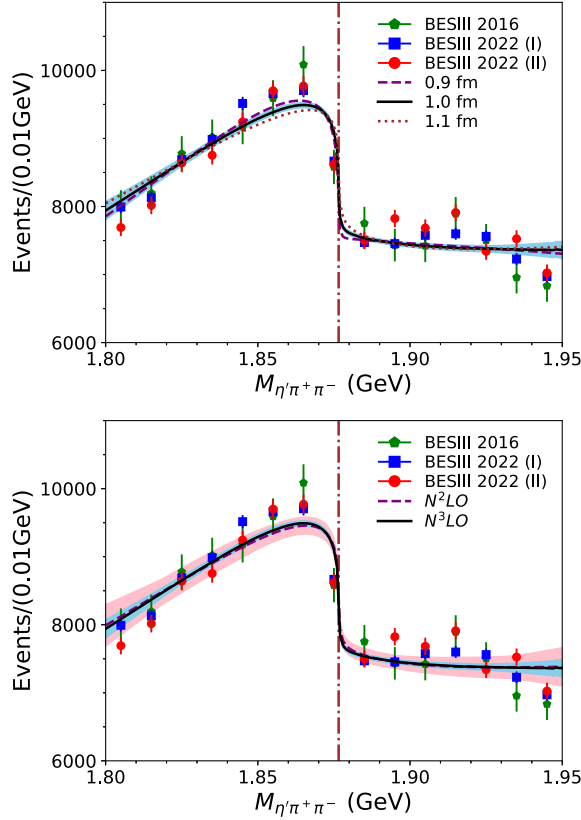 BESIII 2016
BESIII 2022 (I)
BESIII 2022 (II)
0.9 fm
1.0 fm
1.1 fm
10000
8000
6000
Events/(0.01GeV)
1.80 1.85 1.90 1.95
M_{η′π⁺π⁻} (GeV)
BESIII 2016
BESIII 2022 (I)
BESIII 2022 (II)
N²LO
N³LO
10000
8000
6000
Events/(0.01GeV)
1.80 1.85 1.90 1.95
M_{η′π⁺π⁻} (GeV)